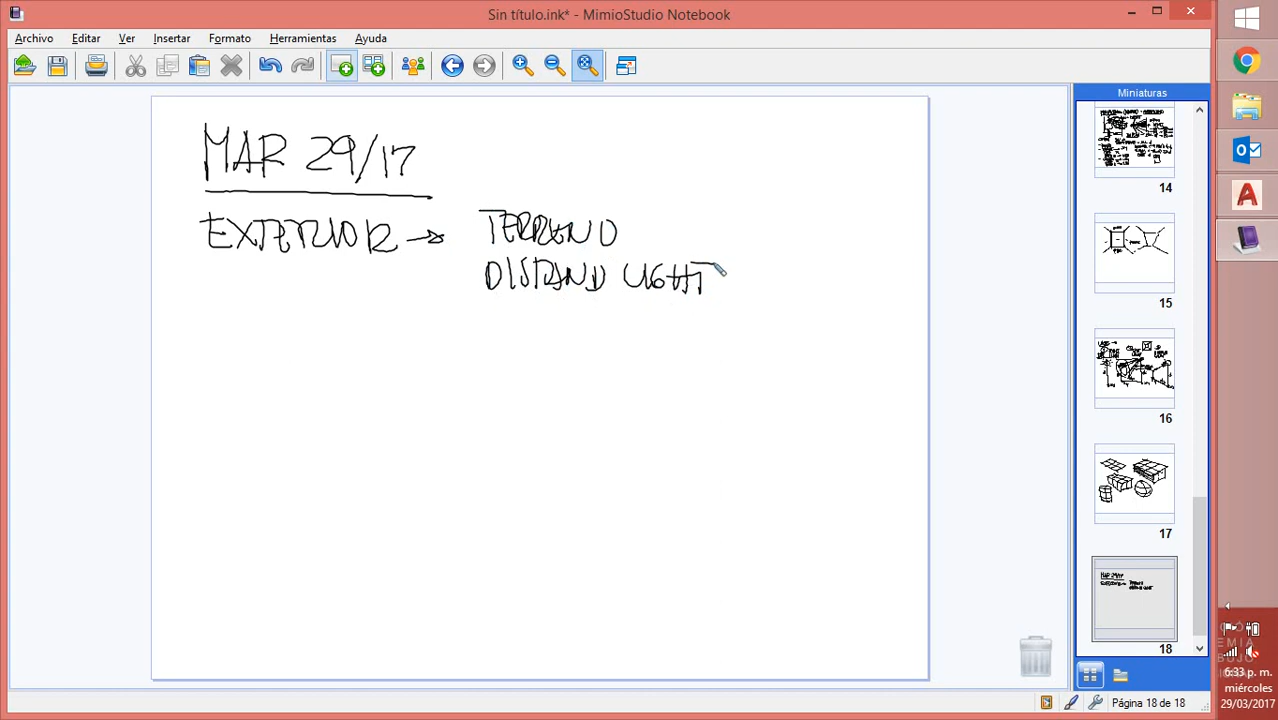 Sin título.ink* - MimioStudio Notebook
Archivo Editar Ver Insertar Formato Herramientas Ayuda
Miniaturas
MAR 29/17
EXTERIOR → TERRENO
DISTAND LIGHT
14
15
16
17
18
6:33 p. m.
miércoles
29/03/2017
Página 18 de 18